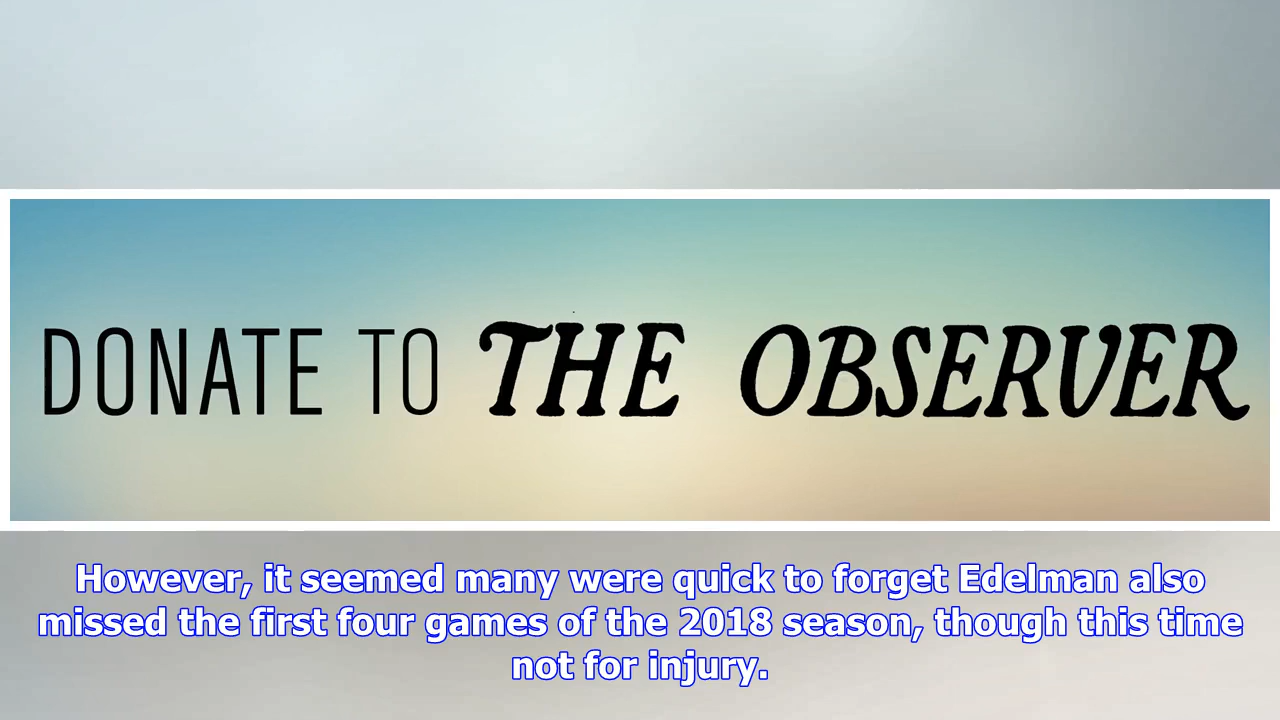 DONATE TO THE OBSERVER
However, it seemed many were quick to forget Edelman also
missed the first four games of the 2018 season, though this time
not for injury.